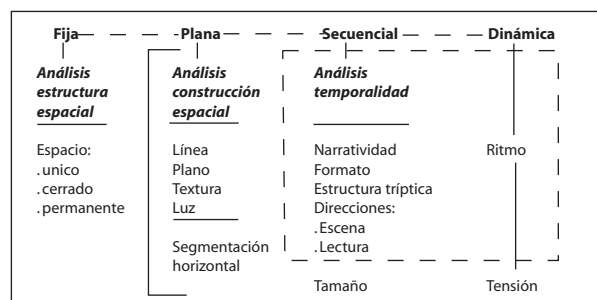 Fija Plana Secuencial Dinámica
Análisis
estructura
espacial
Espacio:
.unico
.cerrado
.permanente
Análisis
construcción
espacial
Línea
Plano
Textura
Luz
Segmentación
horizontal
Análisis
temporalidad
Narratividad
Formato
Estructura tríptica
Direcciones:
.Escena
.Lectura
Tamaño
Ritmo
Tensión